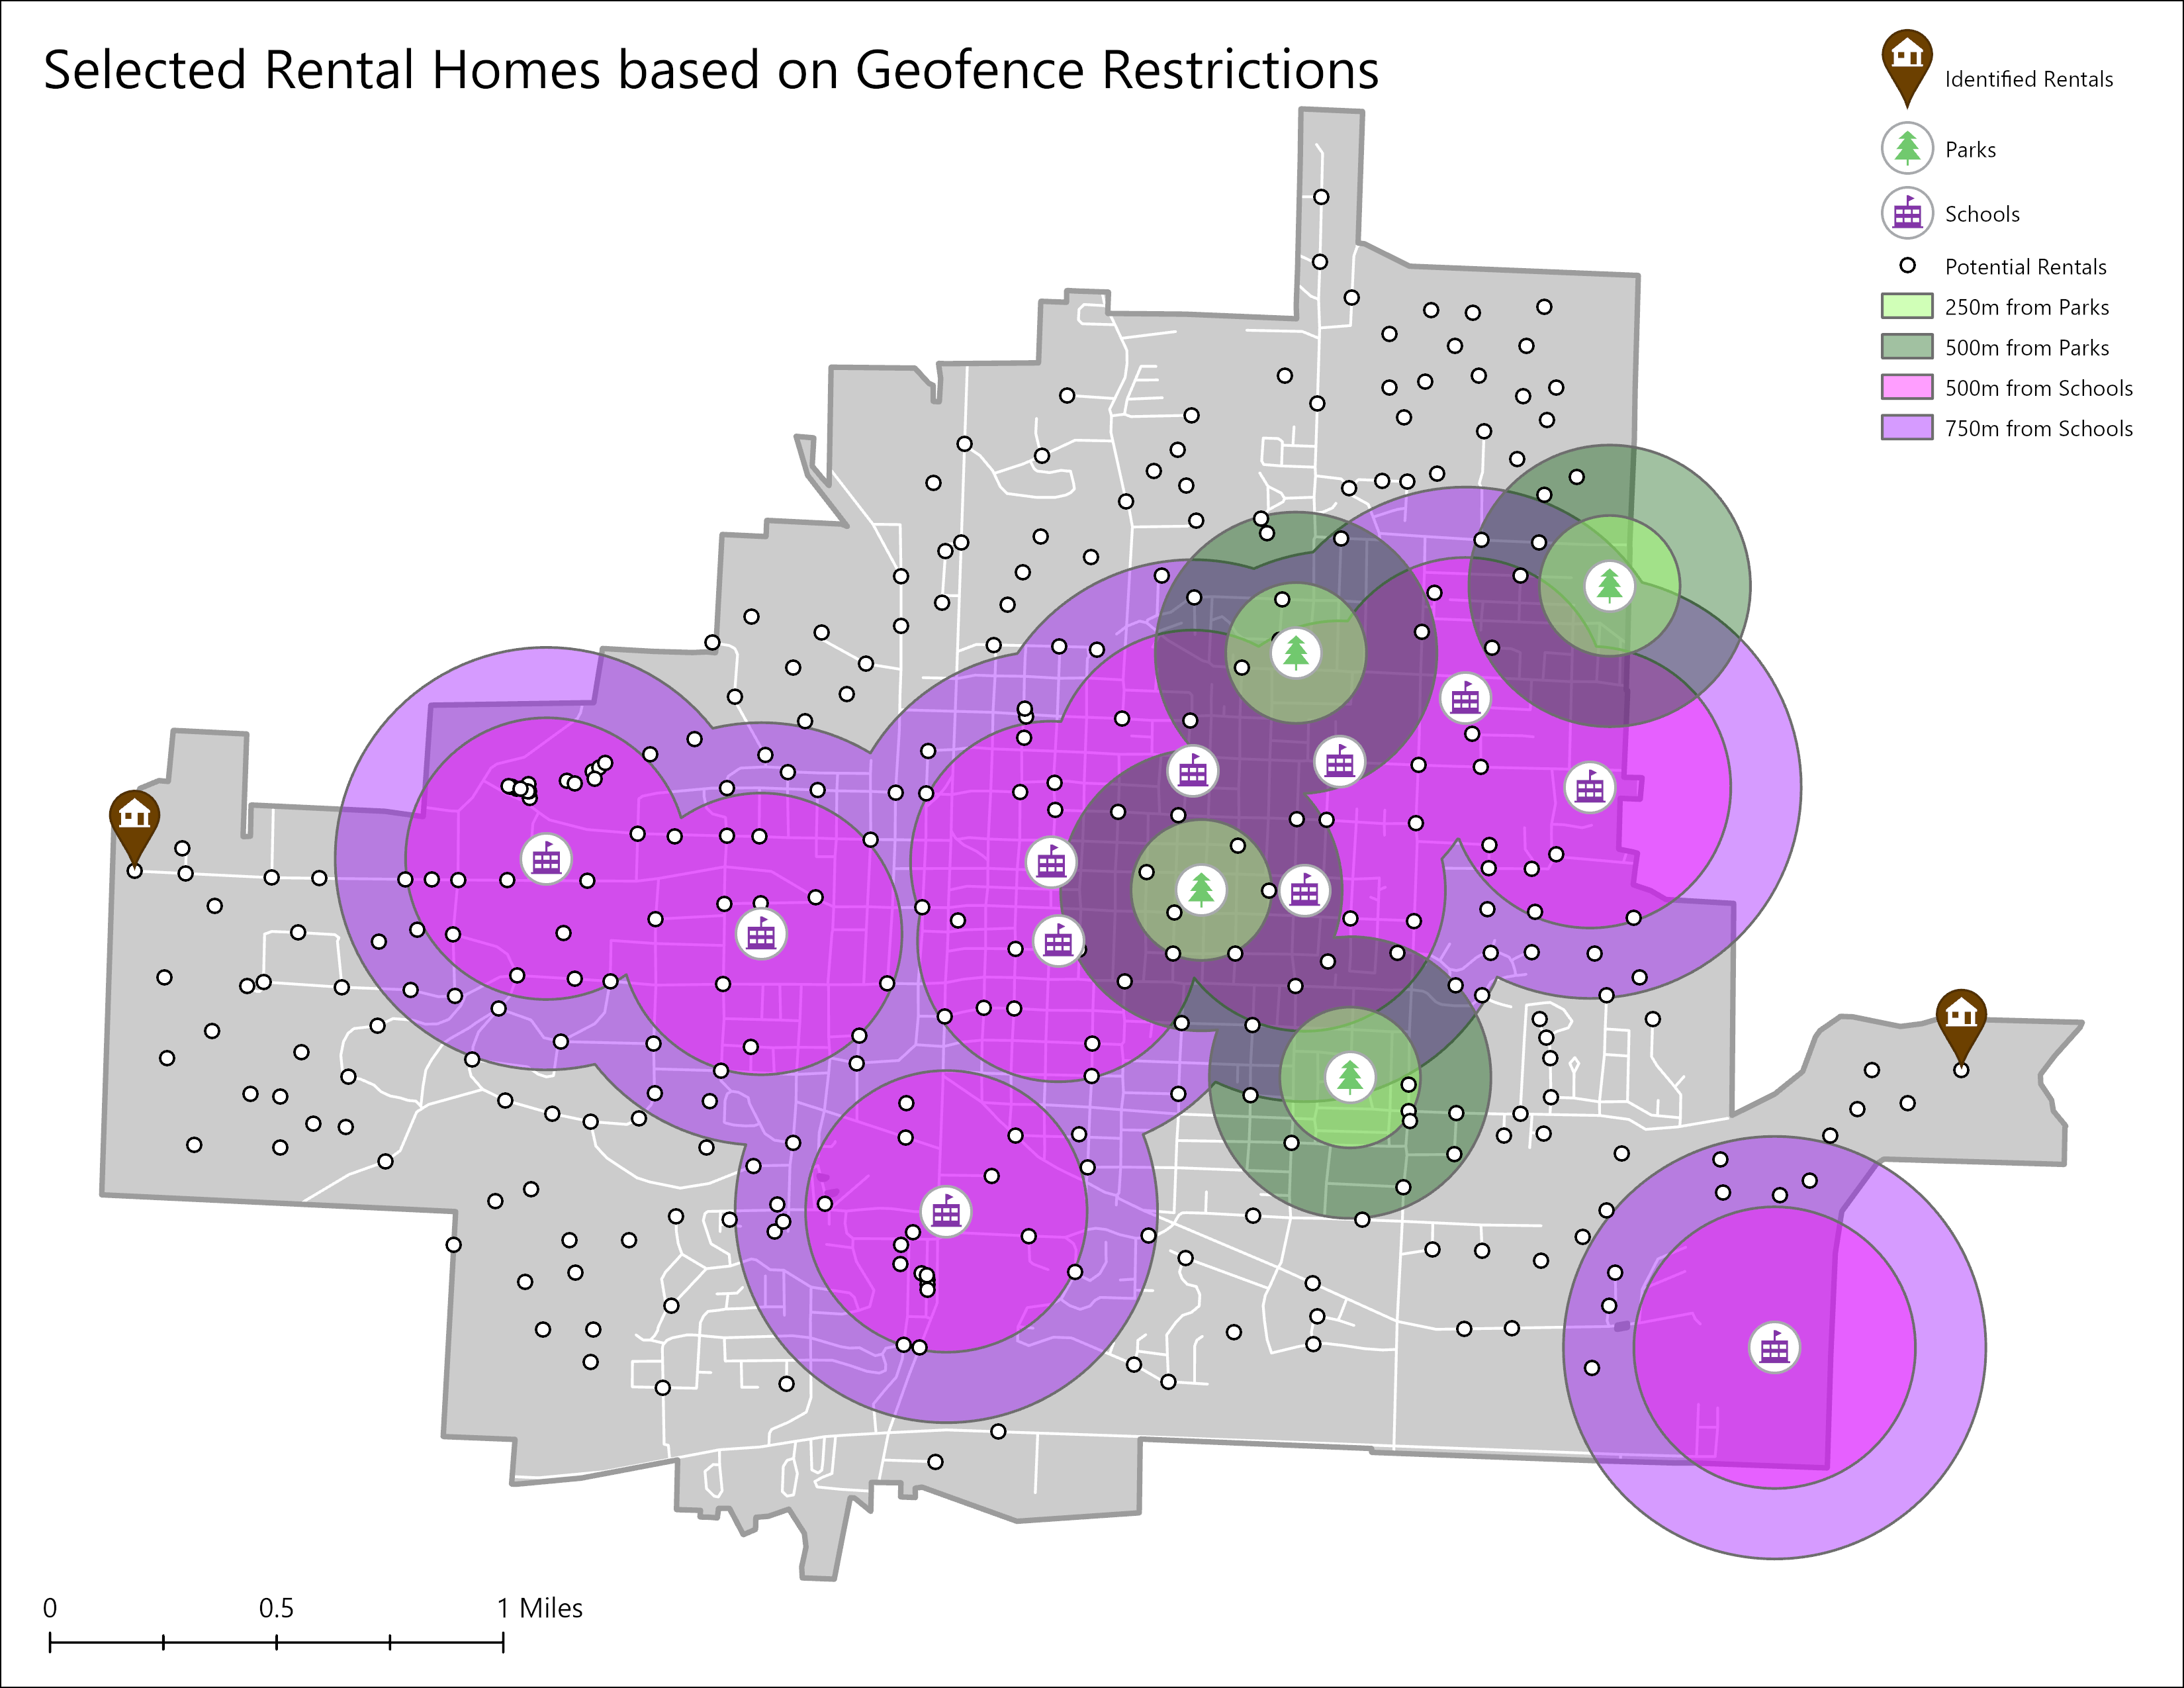 Selected Rental Homes based on Geofence Restrictions
Identified Rentals
Parks
Schools
Potential Rentals
250m from Parks
500m from Parks
500m from Schools
750m from Schools
0 0.5 1 Miles